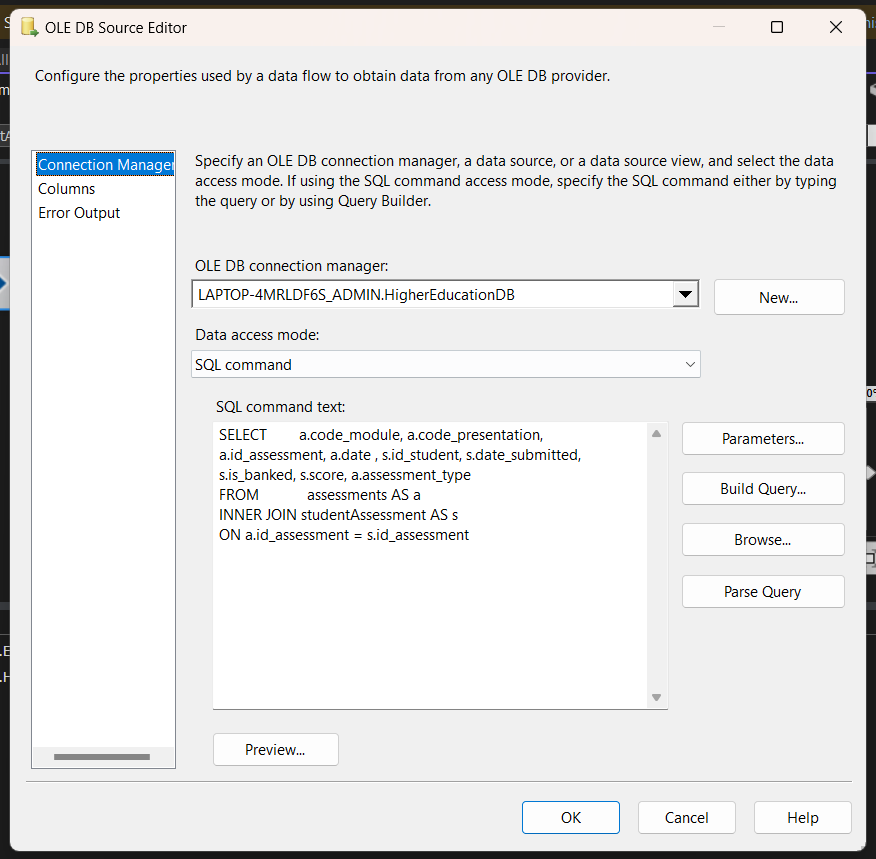 OLE DB Source Editor
Configure the properties used by a data flow to obtain data from any OLE DB provider.
Connection Manager
Columns
Error Output
Specify an OLE DB connection manager, a data source, or a data source view, and select the data
access mode. If using the SQL command access mode, specify the SQL command either by typing
the query or by using Query Builder.
OLE DB connection manager:
LAPTOP-4MRLDF6S_ADMIN.HigherEducationDB
New...
Data access mode:
SQL command
SQL command text:
SELECT a.code_module, a.code_presentation,
a.id_assessment, a.date , s.id_student, s.date_submitted,
s.is_banked, s.score, a.assessment_type
FROM assessments AS a
INNER JOIN studentAssessment AS s
ON a.id_assessment = s.id_assessment
Parameters...
Build Query...
Browse...
Parse Query
Preview...
OK
Cancel
Help